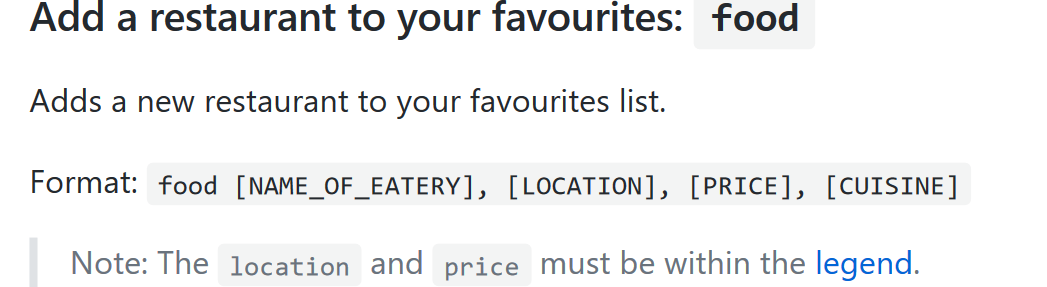 Add a restaurant to your favourites: food
Adds a new restaurant to your favourites list.
Format: food [NAME_OF_EATERY], [LOCATION], [PRICE], [CUISINE]
Note: The location and price must be within the legend.